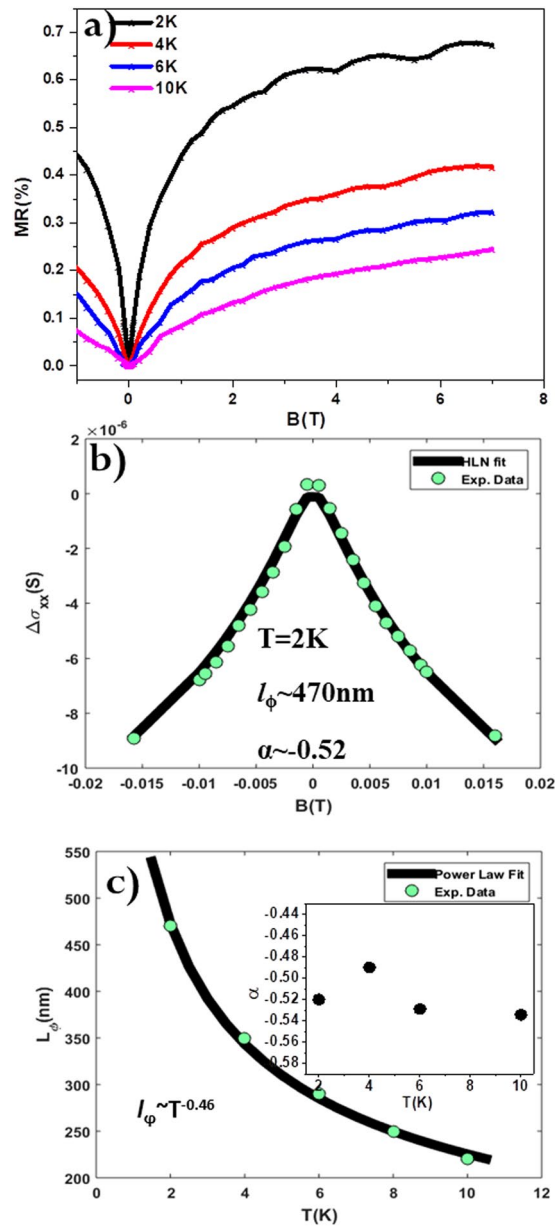 a)
2K
4K
6K
10K
0.7
0.6
0.5
0.4
0.3
0.2
0.1
0.0
MR(%)
0 2 4 6 8
B(T)
×10⁻⁶
b)
HLN fit
Exp. Data
2
0
-2
-4
-6
-8
-10
Δσxx(S)
T=2K
lϕ~470nm
α~-0.52
-0.02 -0.015 -0.01 -0.005 0 0.005 0.01 0.015 0.02
B(T)
c)
Power Law Fit
Exp. Data
550
500
450
400
350
300
250
200
Lϕ(nm)
-0.44
-0.46
-0.50
-0.52
-0.56
-0.58
α
2 4 6 8 10
T(K)
lφ~T⁻⁰·⁴⁶
0 2 4 6 8 10 12
T(K)